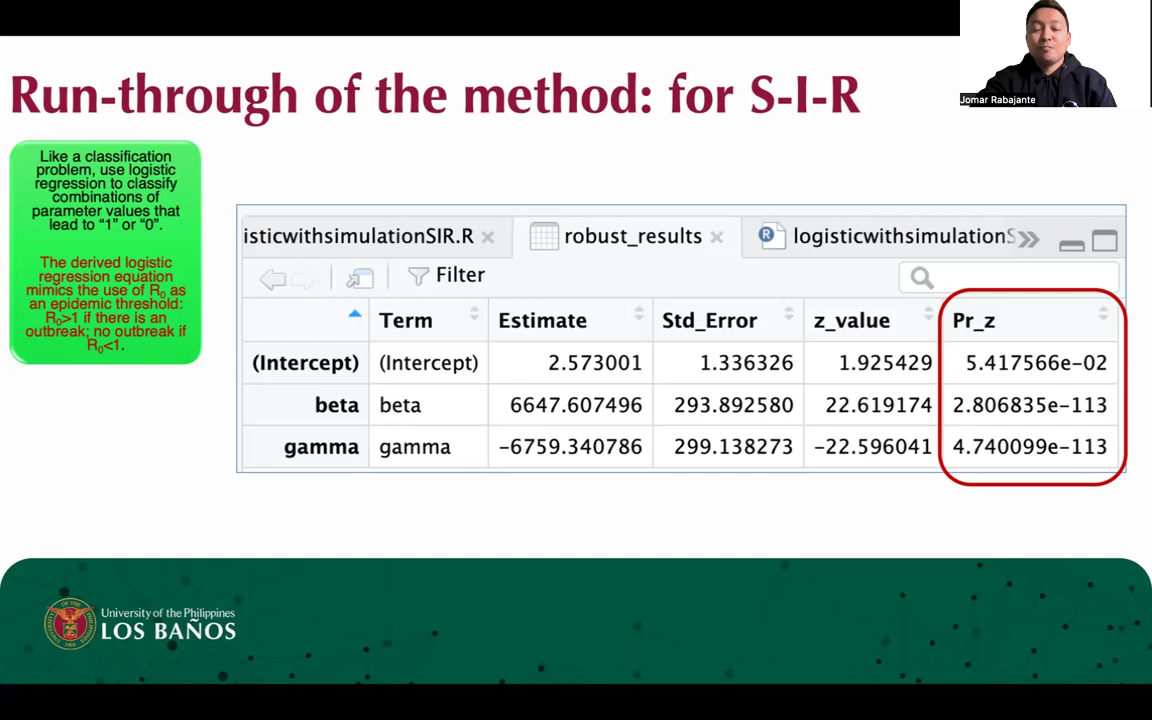 Jomar Rabajante
Run-through of the method: for S-I-R
Like a classification
problem, use logistic
regression to classify
combinations of
parameter values that
lead to “1” or “0”.
The derived logistic
regression equation
mimics the use of R₀ as
an epidemic threshold:
R₀>1 if there is an
outbreak; no outbreak if
R₀<1.
isticwithsimulationSIR.R robust_results logisticwithsimulationS
Filter
Term Estimate Std_Error z_value Pr_z
(Intercept) (Intercept) 2.573001 1.336326 1.925429 5.417566e-02
beta beta 6647.607496 293.892580 22.619174 2.806835e-113
gamma gamma -6759.340786 299.138273 -22.596041 4.740099e-113
University of the Philippines
LOS BAÑOS